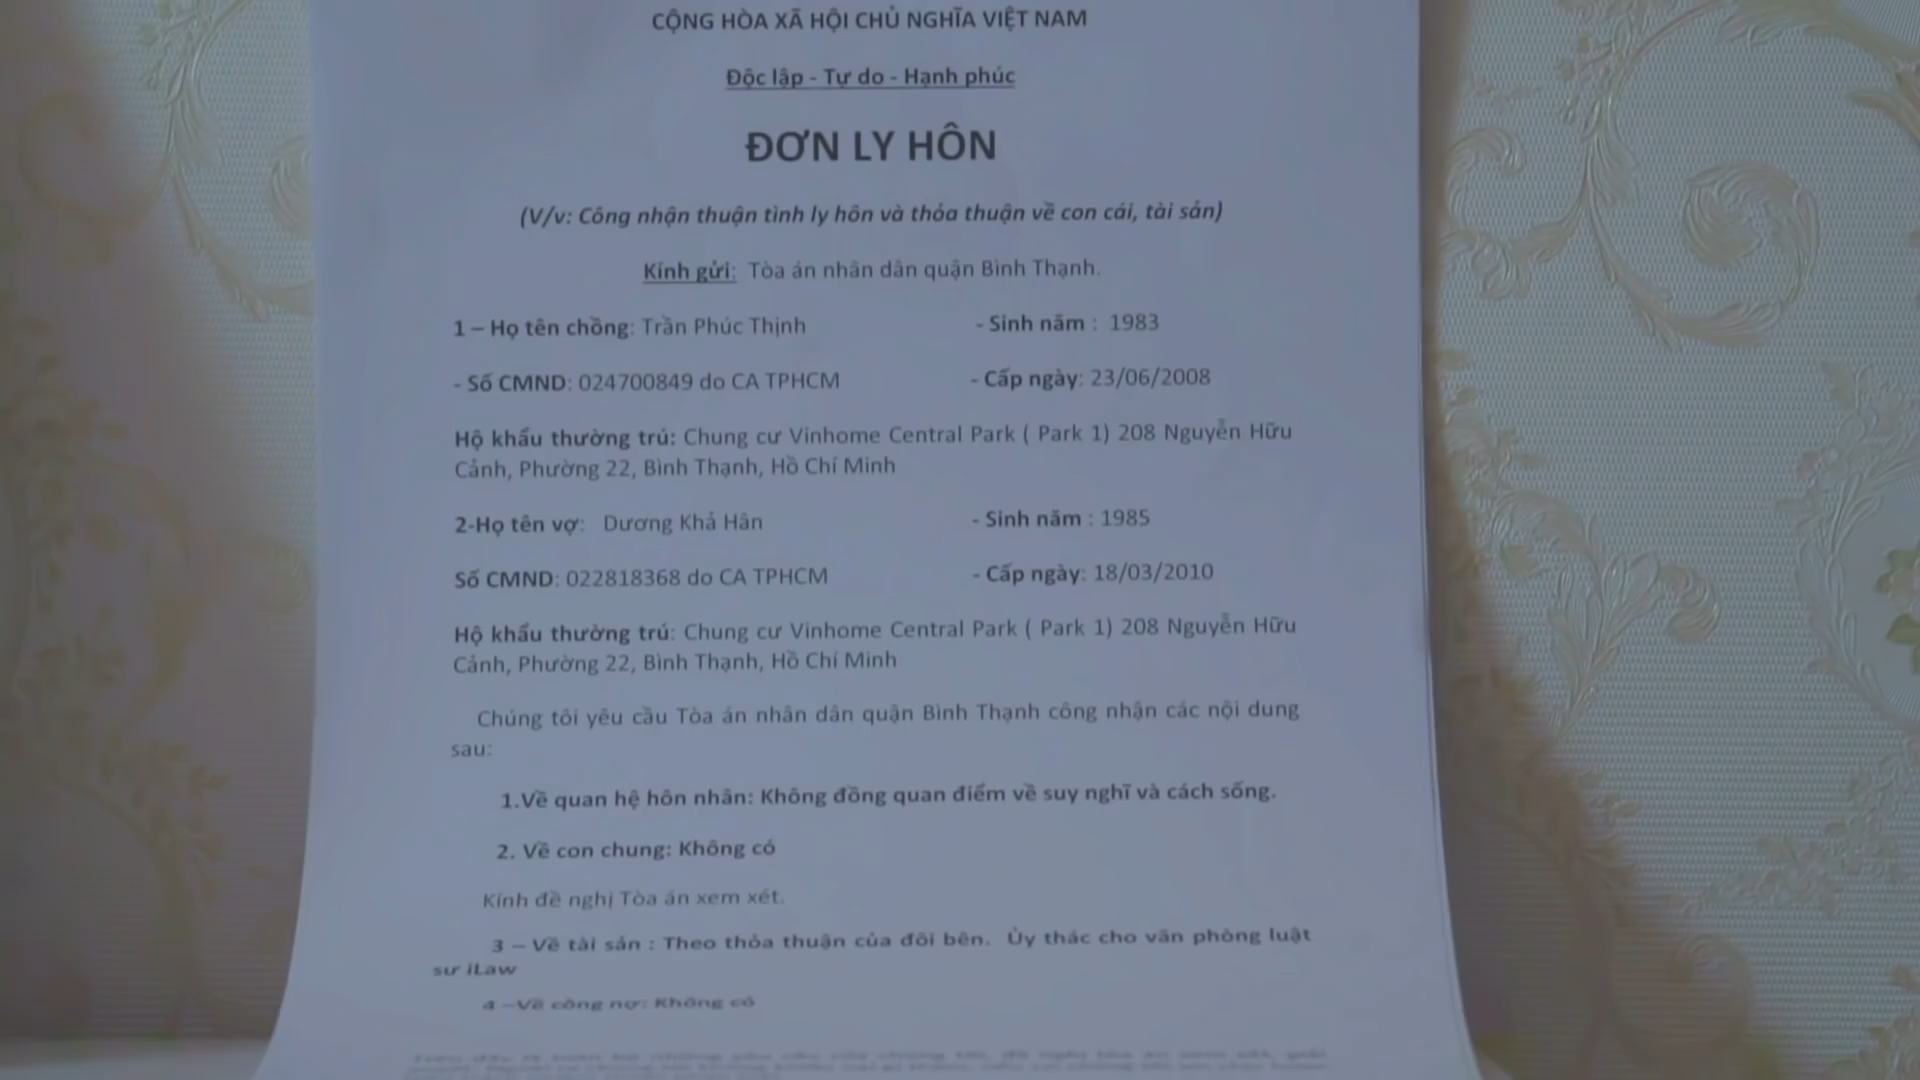 CỘNG HÒA XÃ HỘI CHỦ NGHĨA VIỆT NAM
Độc lập - Tự do - Hạnh phúc
ĐƠN LY HÔN
(V/v: Công nhận thuận tình ly hôn và thỏa thuận về con cái, tài sản)
Kính gửi: Tòa án nhân dân quận Bình Thạnh.
1 – Họ tên chồng: Trần Phúc Thịnh - Sinh năm : 1983
- Số CMND: 024700849 do CA TPHCM - Cấp ngày: 23/06/2008
Hộ khẩu thường trú: Chung cư Vinhome Central Park ( Park 1) 208 Nguyễn Hữu
Cảnh, Phường 22, Bình Thạnh, Hồ Chí Minh
2-Họ tên vợ: Dương Khả Hân - Sinh năm : 1985
Số CMND: 022818368 do CA TPHCM - Cấp ngày: 18/03/2010
Hộ khẩu thường trú: Chung cư Vinhome Central Park ( Park 1) 208 Nguyễn Hữu
Cảnh, Phường 22, Bình Thạnh, Hồ Chí Minh
Chúng tôi yêu cầu Tòa án nhân dân quận Bình Thạnh công nhận các nội dung
sau:
1.Về quan hệ hôn nhân: Không đồng quan điểm về suy nghĩ và cách sống.
2. Về con chung: Không có
Kính đề nghị Tòa án xem xét.
3 – Về tài sản : Theo thỏa thuận của đôi bên. Ủy thác cho văn phòng luật
sư iLaw
4 –Về công nợ: Không có